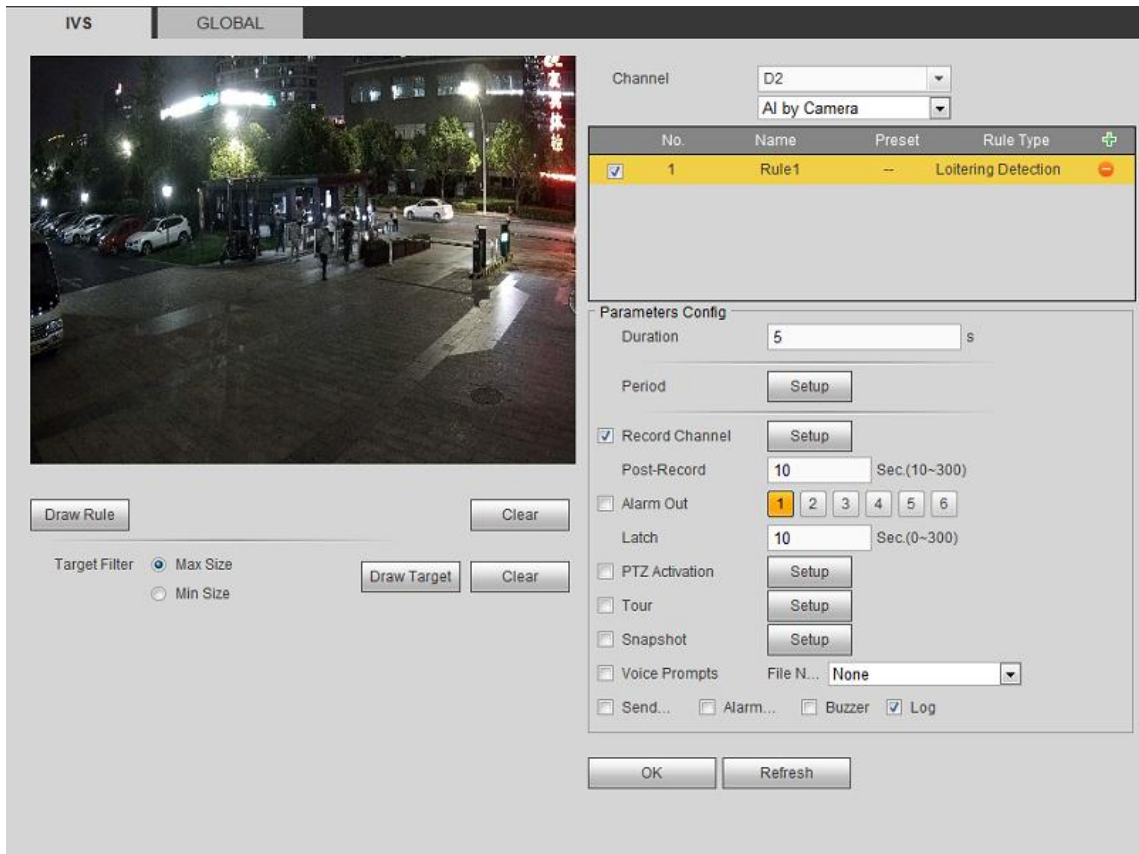 IVS GLOBAL
Channel D2
AI by Camera
No. Name Preset Rule Type
1 Rule1 -- Loitering Detection
Parameters Config
Duration 5 s
Period Setup
Record Channel Setup
Post-Record 10 Sec.(10~300)
Alarm Out 1 2 3 4 5 6
Latch 10 Sec.(0~300)
PTZ Activation Setup
Tour Setup
Snapshot Setup
Voice Prompts File N... None
Send... Alarm... Buzzer Log
OK Refresh
Draw Rule Clear
Target Filter Max Size Draw Target Clear
Min Size